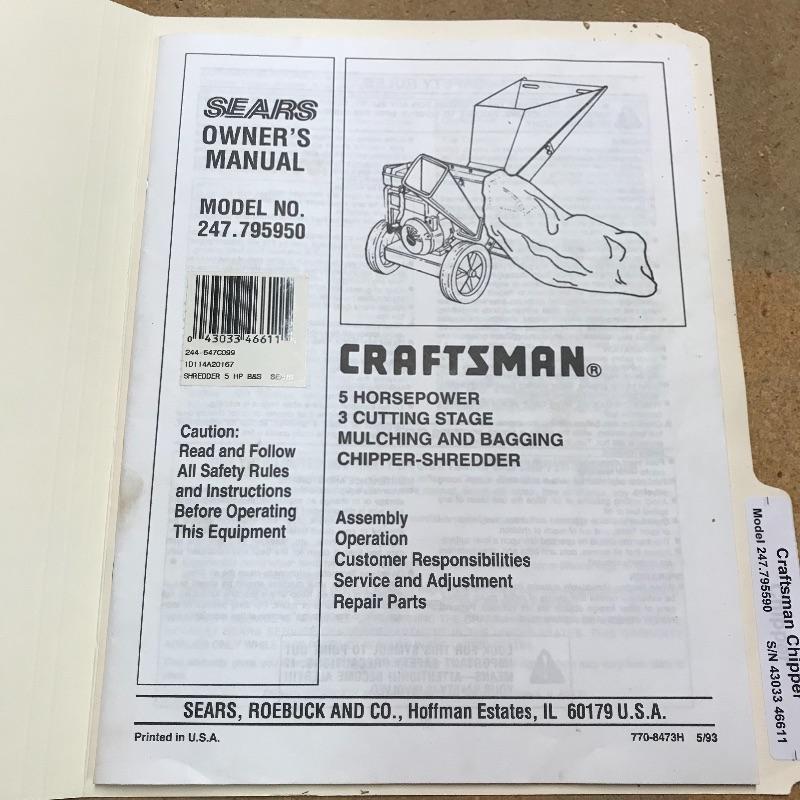 SEARS
OWNER'S
MANUAL
MODEL NO.
247.795950
0 43033 46611
244 647C099
1D114A20167
SHREDDER 5 HP B&S
Caution:
Read and Follow
All Safety Rules
and Instructions
Before Operating
This Equipment
CRAFTSMAN®
5 HORSEPOWER
3 CUTTING STAGE
MULCHING AND BAGGING
CHIPPER-SHREDDER
Assembly
Operation
Customer Responsibilities
Service and Adjustment
Repair Parts
SEARS, ROEBUCK AND CO., Hoffman Estates, IL 60179 U.S.A.
Printed in U.S.A.
770-8473H 5/93
Craftsman Chipper
Model 247.795590
S/N 43033 46611